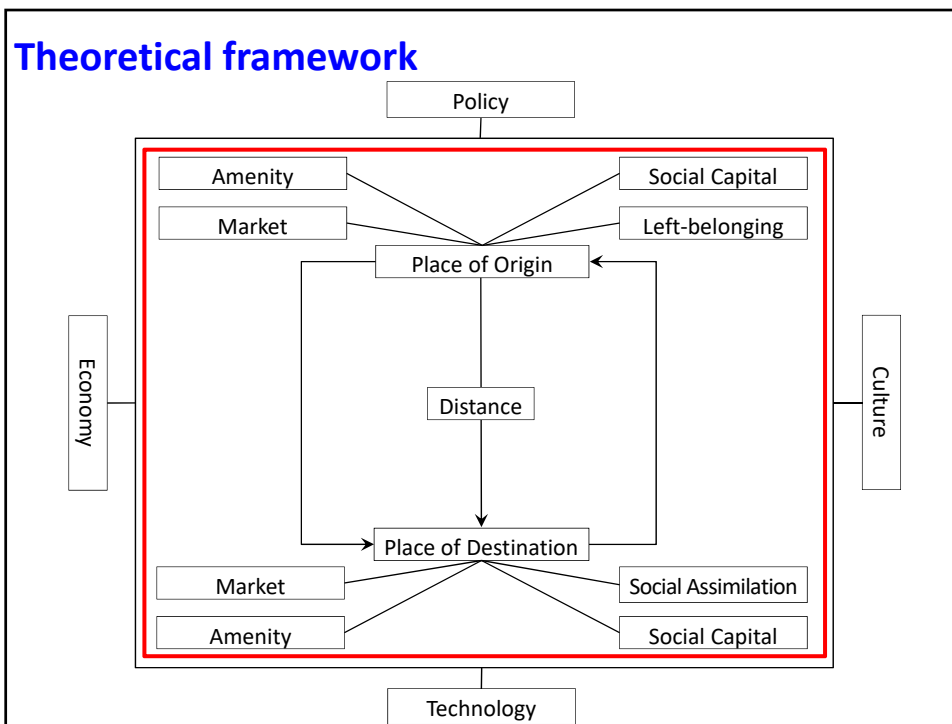 Theoretical framework
Policy
Amenity
Social Capital
Market
Left-belonging
Place of Origin
Economy
Distance
Culture
Place of Destination
Market
Social Assimilation
Amenity
Social Capital
Technology